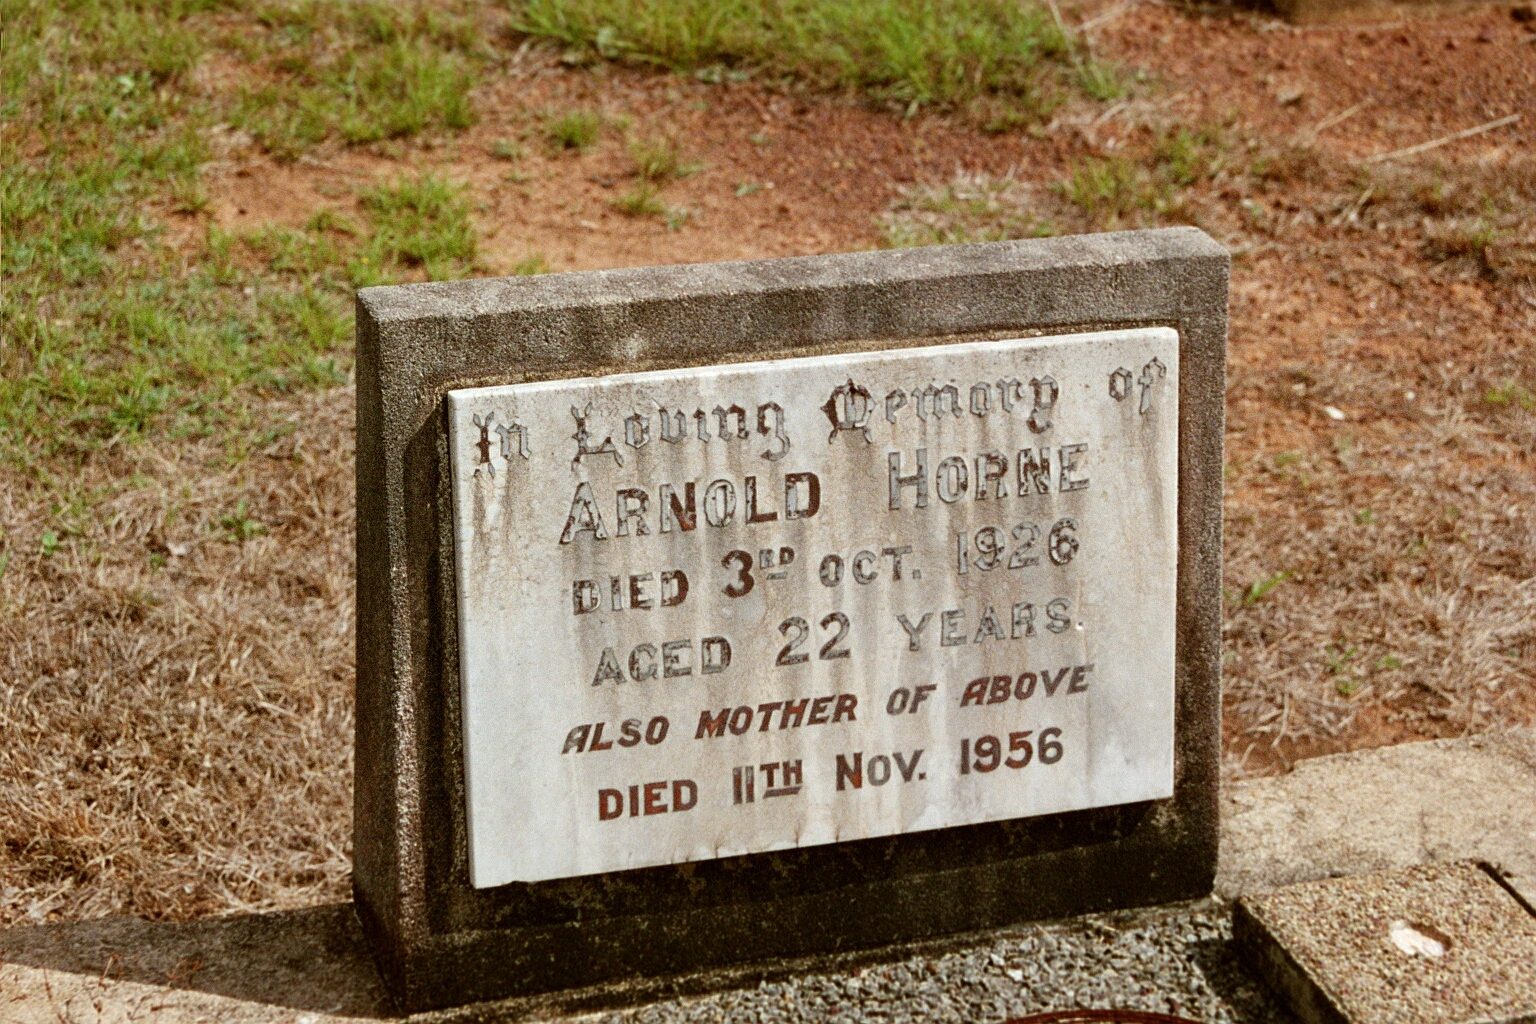 In Loving Memory of
ARNOLD HORNE
DIED 3RD OCT. 1926
AGED 22 YEARS.
ALSO MOTHER OF ABOVE
DIED 11TH NOV. 1956